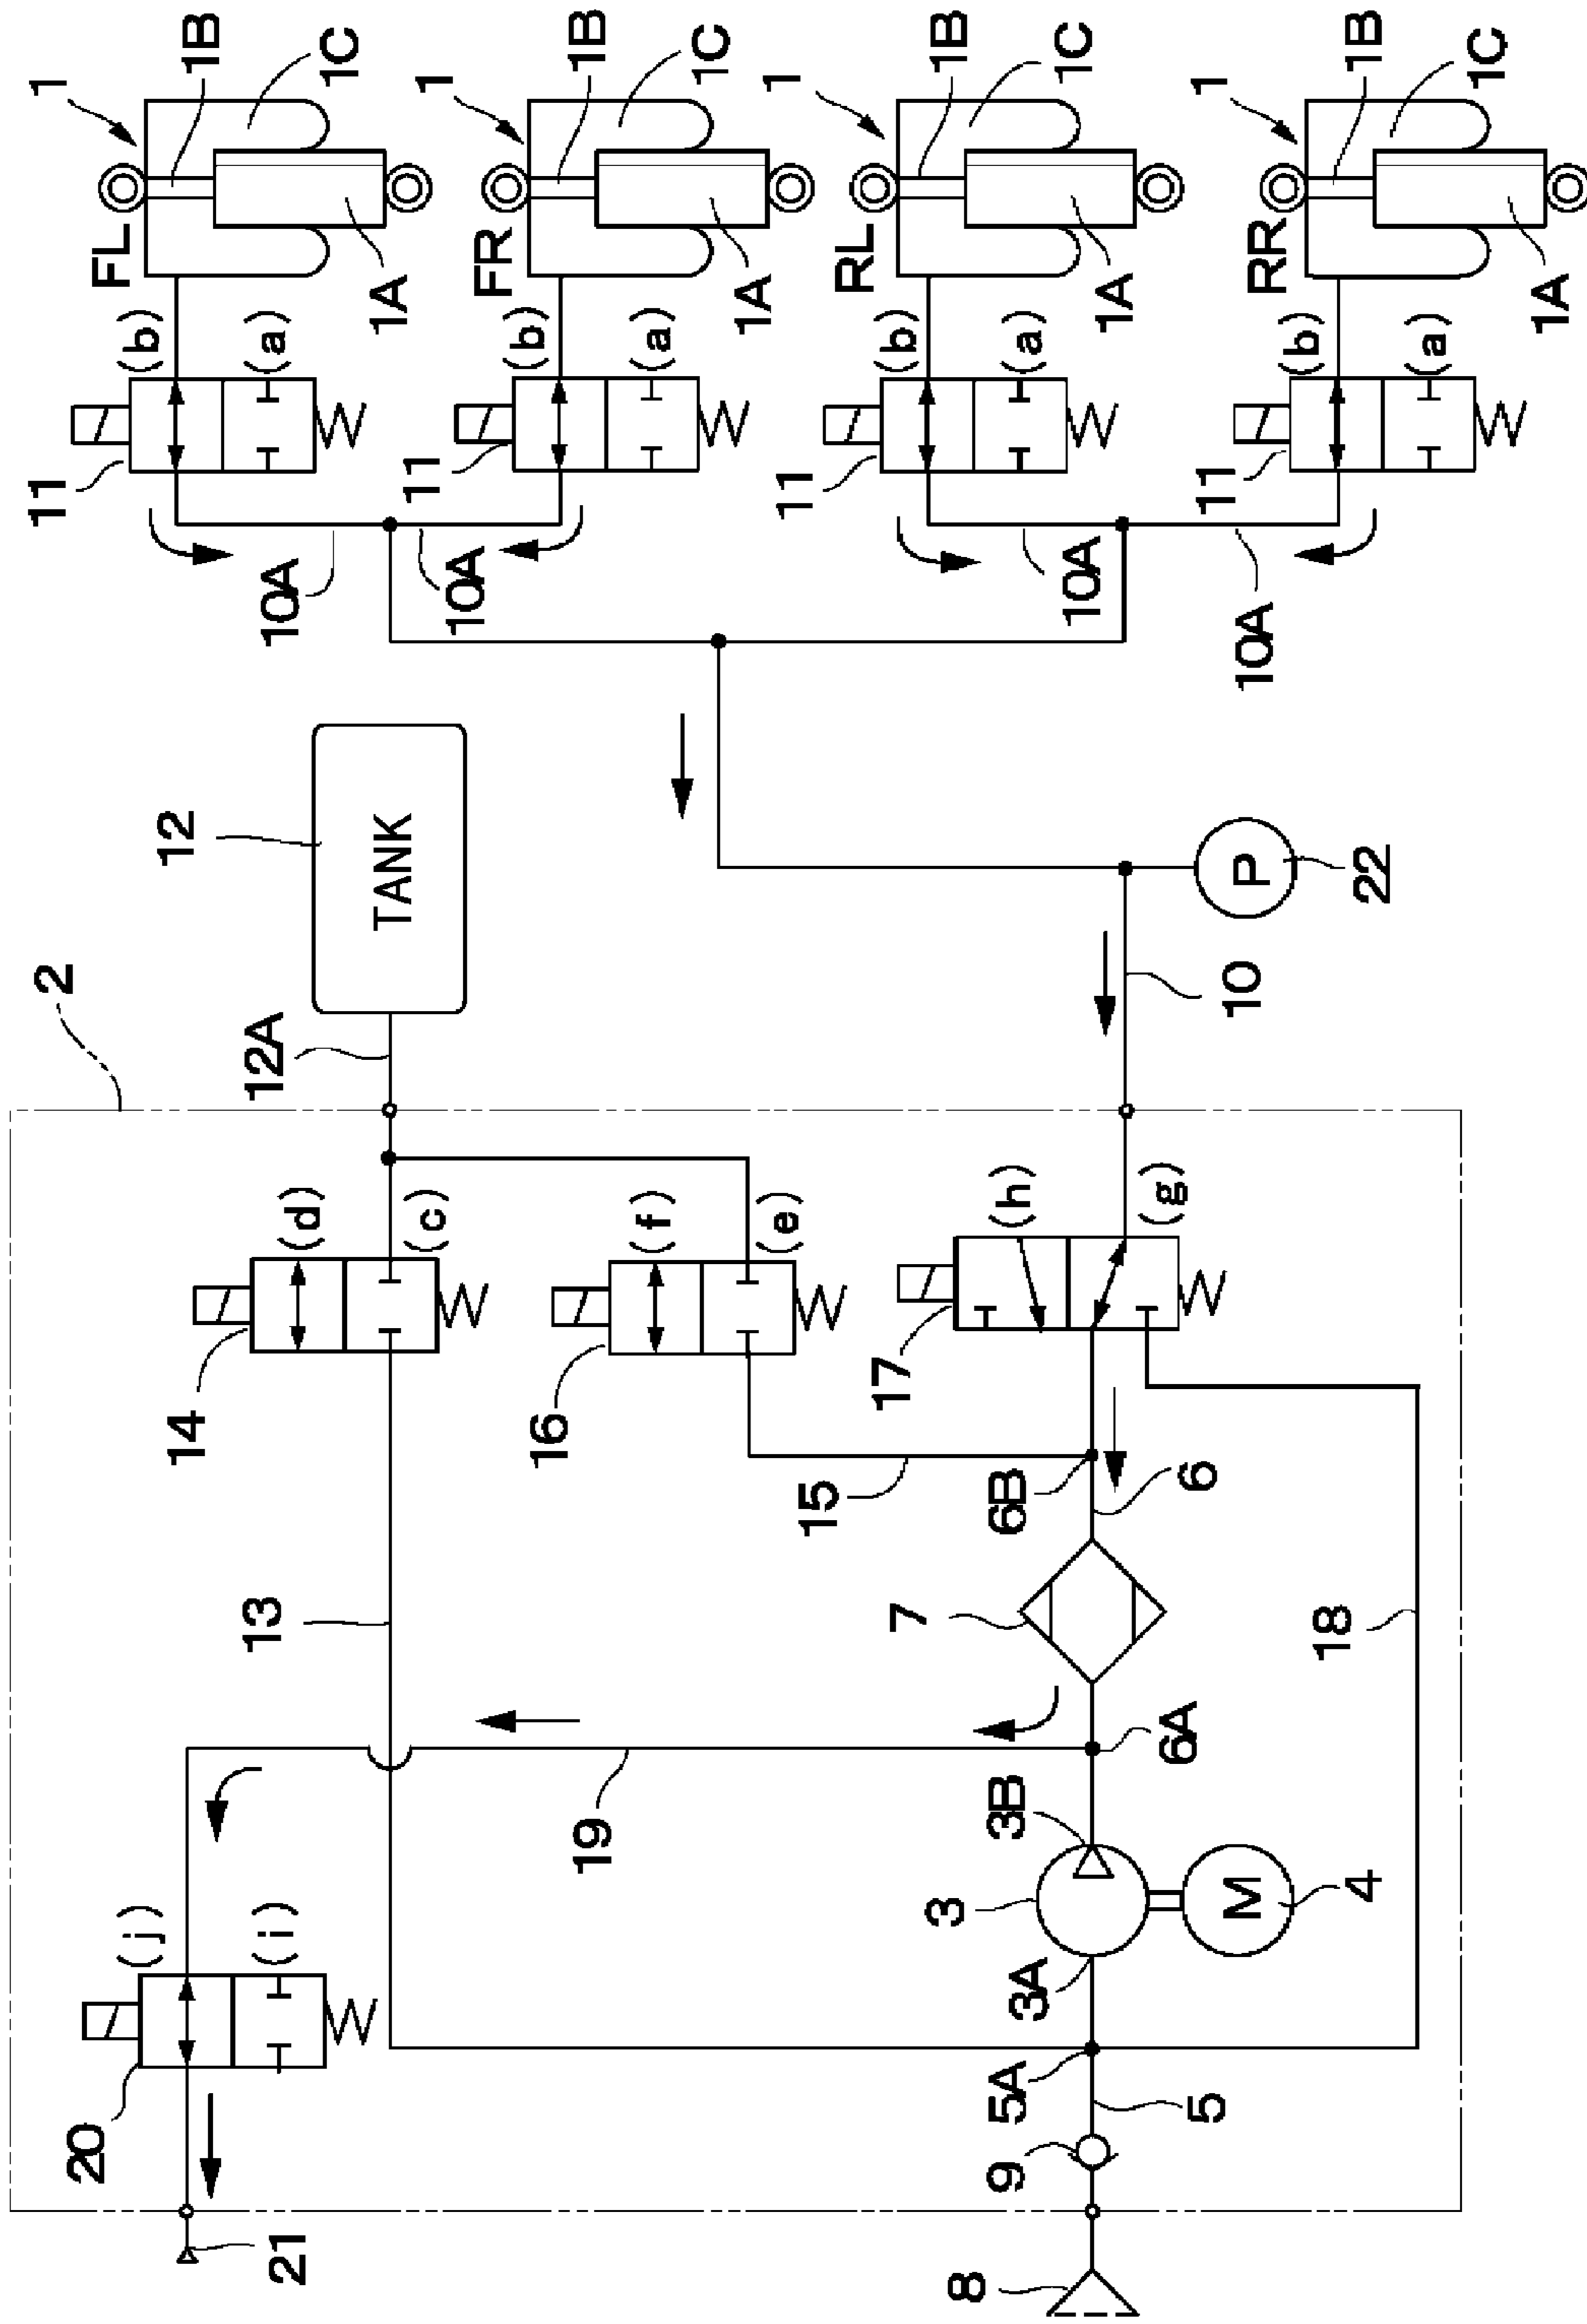 20
2
11
1
(j)
12
FL
(b)
1B
14
21
(i)
13
12A
10A
(a)
(d)
1C
TANK
1A
(c)
11
1
10A
FR
(b)
16
1B
19
(f)
(a)
1C
1A
(e)
11
1
15
RL
(b)
17
7
3
1B
8
9
3B
6B
(h)
(a)
5A
3A
10A
1C
1A
6A
(g)
5
6
11
1
M
10
P
10A
RR
(b)
18
4
22
1B
(a)
1C
1A